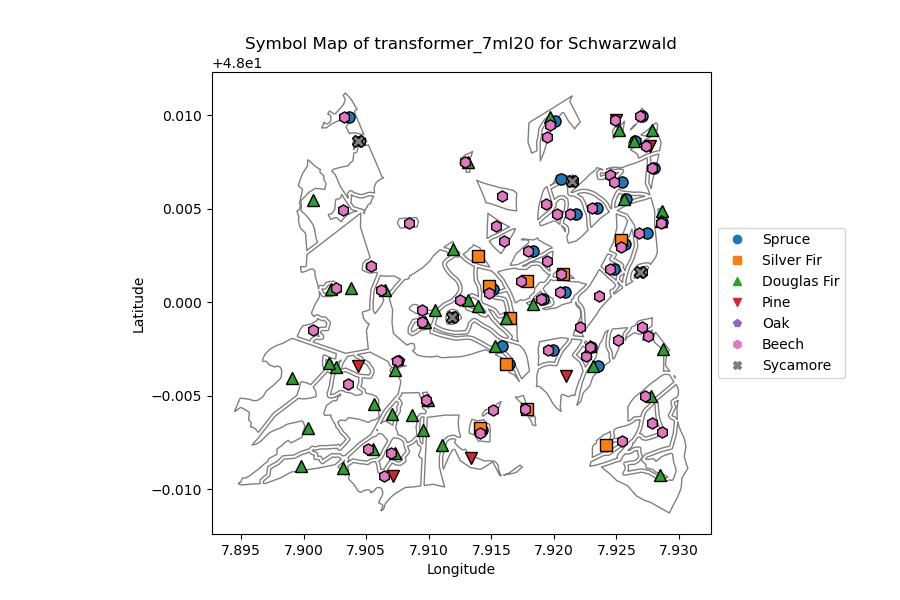 Symbol Map of transformer_7ml20 for Schwarzwald
+4.8e1
0.010
0.005
0.000
−0.005
−0.010
Latitude
7.895 7.900 7.905 7.910 7.915 7.920 7.925 7.930
Longitude
Spruce
Silver Fir
Douglas Fir
Pine
Oak
Beech
Sycamore